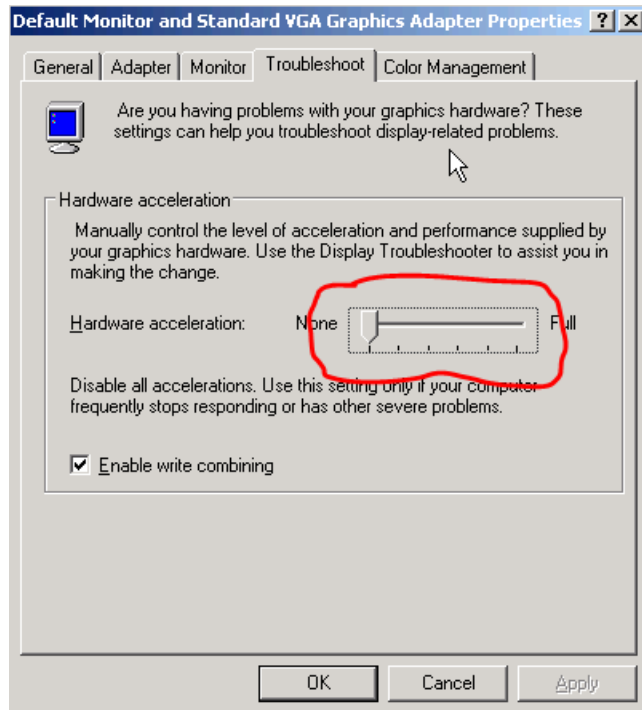 Default Monitor and Standard VGA Graphics Adapter Properties
General Adapter Monitor Troubleshoot Color Management
Are you having problems with your graphics hardware? These
settings can help you troubleshoot display-related problems.
Hardware acceleration
Manually control the level of acceleration and performance supplied by
your graphics hardware. Use the Display Troubleshooter to assist you in
making the change.
Hardware acceleration: None Full
Disable all accelerations. Use this setting only if your computer
frequently stops responding or has other severe problems.
Enable write combining
OK Cancel Apply